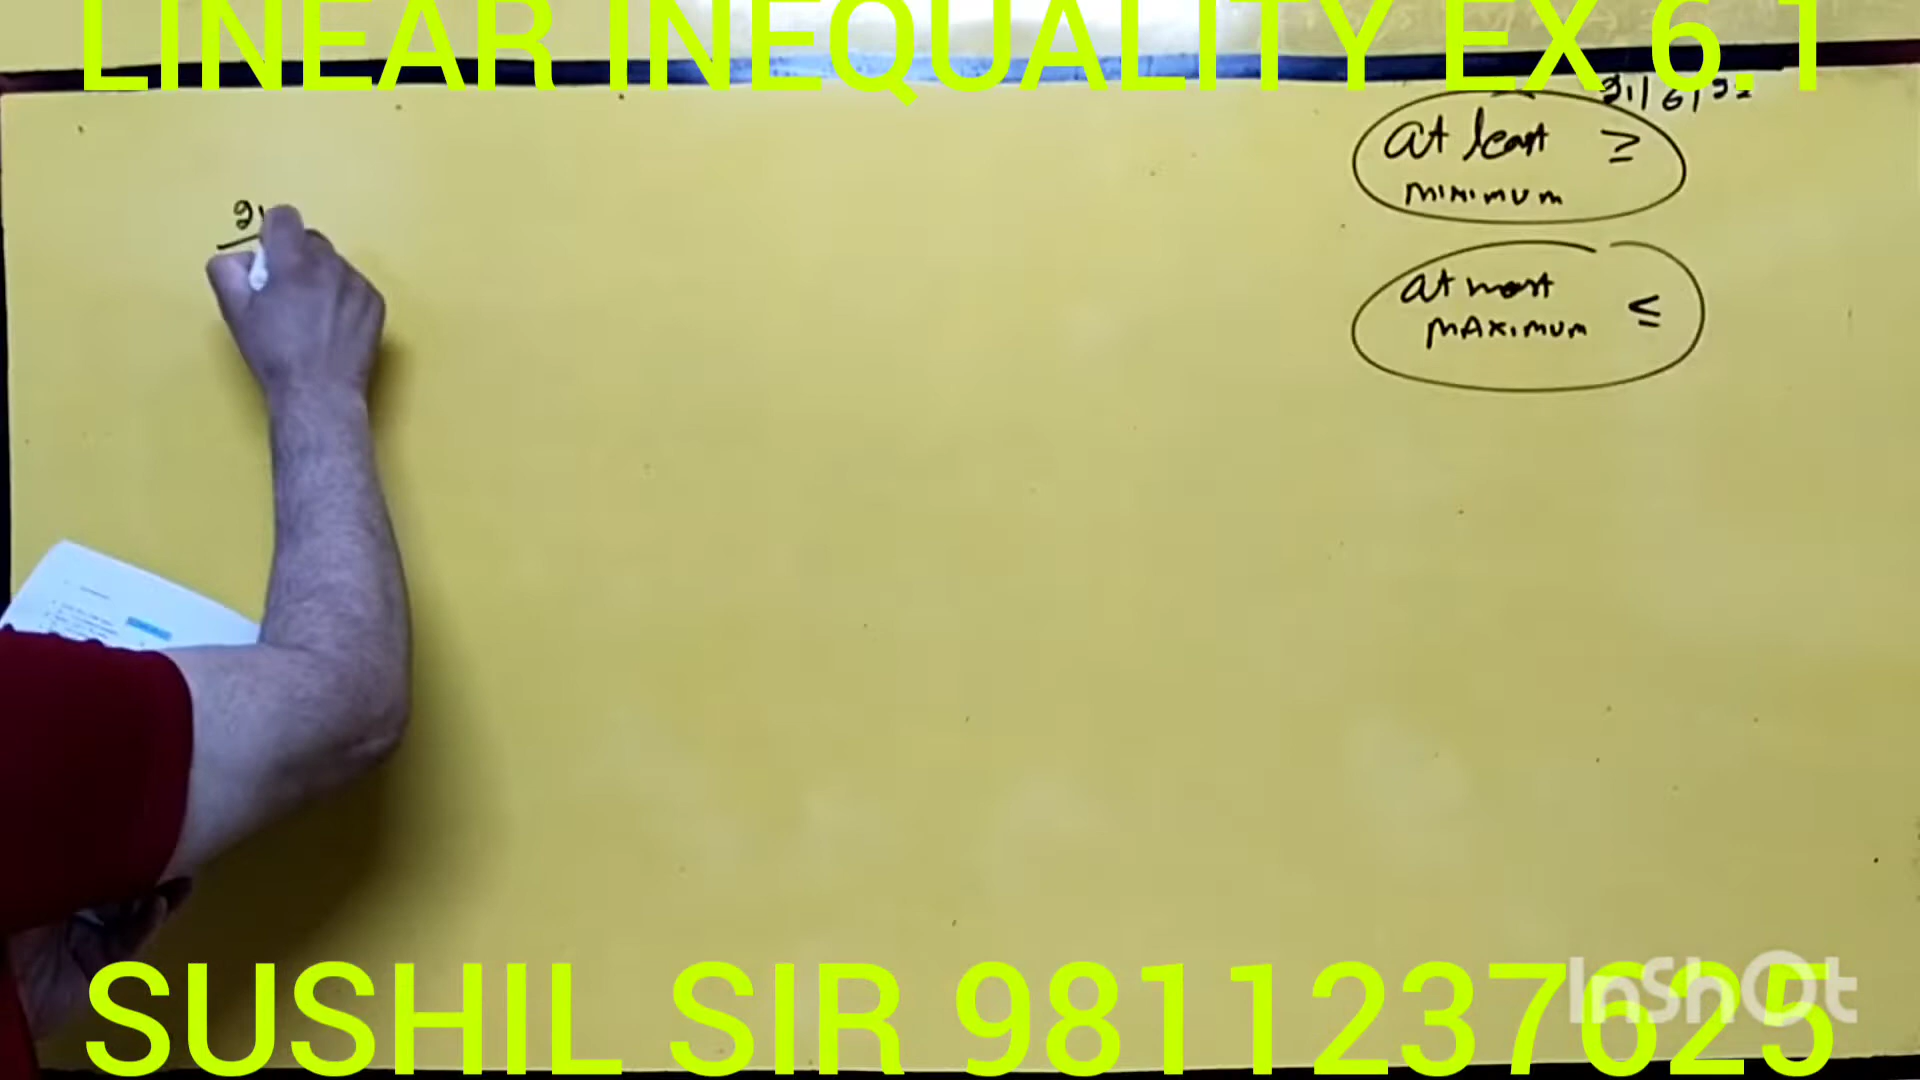 LINEAR INEQUALITY EX 6.1
at least ≥
MINIMUM
at most ≤
MAXIMUM
SUSHIL SIR 9811237625
InShOt